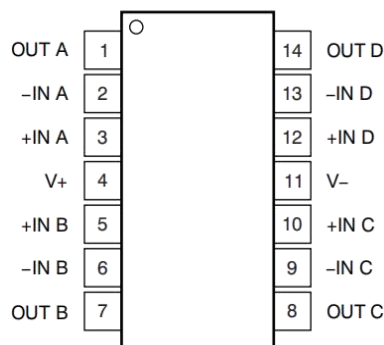 OUT A 1 14 OUT D
−IN A 2 13 −IN D
+IN A 3 12 +IN D
V+ 4 11 V−
+IN B 5 10 +IN C
−IN B 6 9 −IN C
OUT B 7 8 OUT C